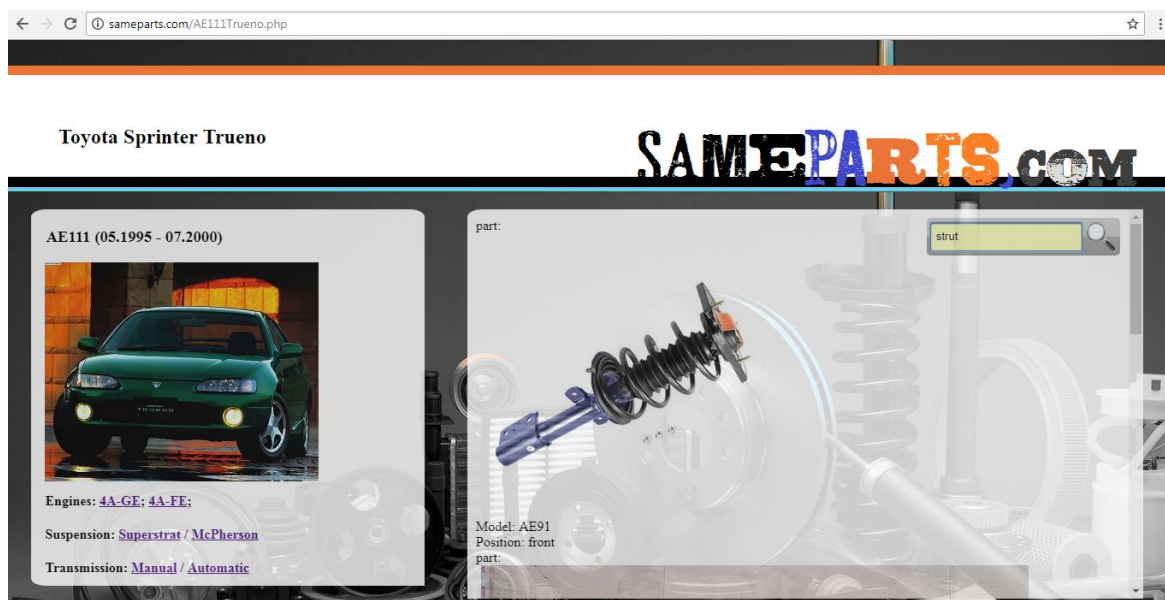 sameparts.com/AE111Trueno.php
Toyota Sprinter Trueno
SAMEPARTS.COM
AE111 (05.1995 - 07.2000)
TRUENO
Engines: 4A-GE; 4A-FE;
Suspension: Superstrat / McPherson
Transmission: Manual / Automatic
part:
strut
Model: AE91
Position: front
part: